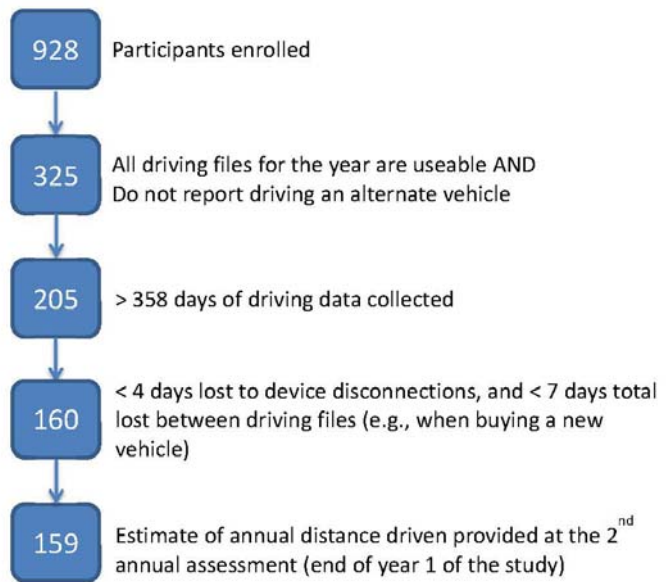 928 Participants enrolled
325 All driving files for the year are useable AND
Do not report driving an alternate vehicle
205 > 358 days of driving data collected
< 4 days lost to device disconnections, and < 7 days total
160 lost between driving files (e.g., when buying a new
vehicle)
159 Estimate of annual distance driven provided at the 2nd
annual assessment (end of year 1 of the study)